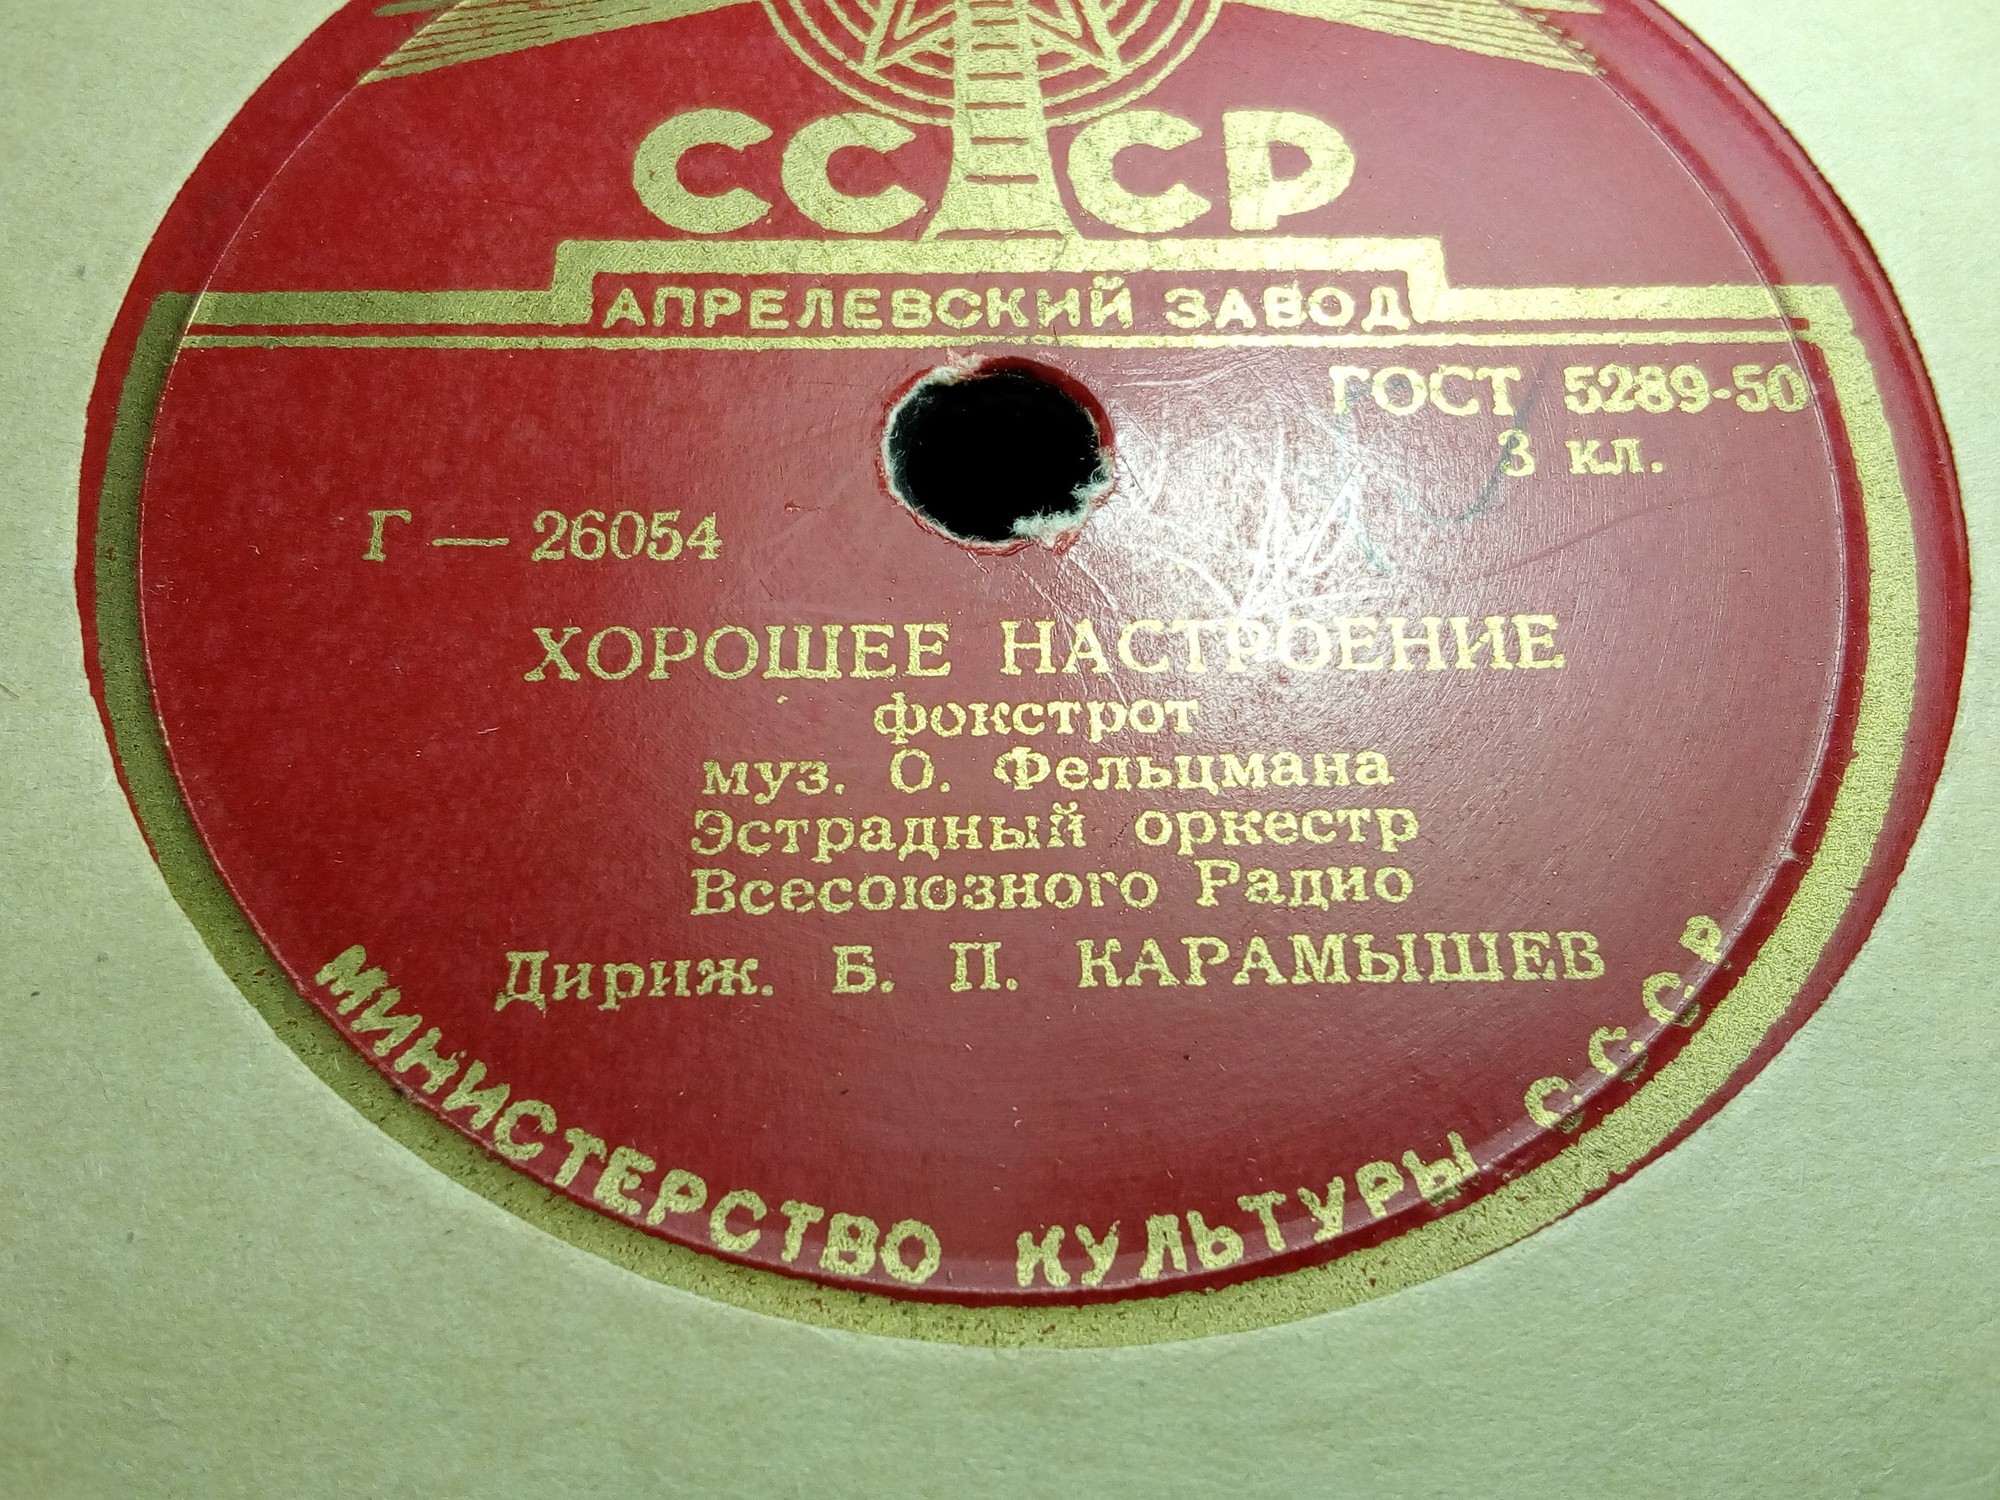 СССР
АПРЕЛЕВСКИЙ ЗАВОД
ГОСТ 5289-50
3 кл.
Г — 26054
ХОРОШЕЕ НАСТРОЕНИЕ
фокстрот
муз. О. Фельцмана
Эстрадный оркестр
Всесоюзного Радио
Дириж. Б. П. КАРАМЫШЕВ
МИНИСТЕРСТВО КУЛЬТУРЫ С.С.С.Р